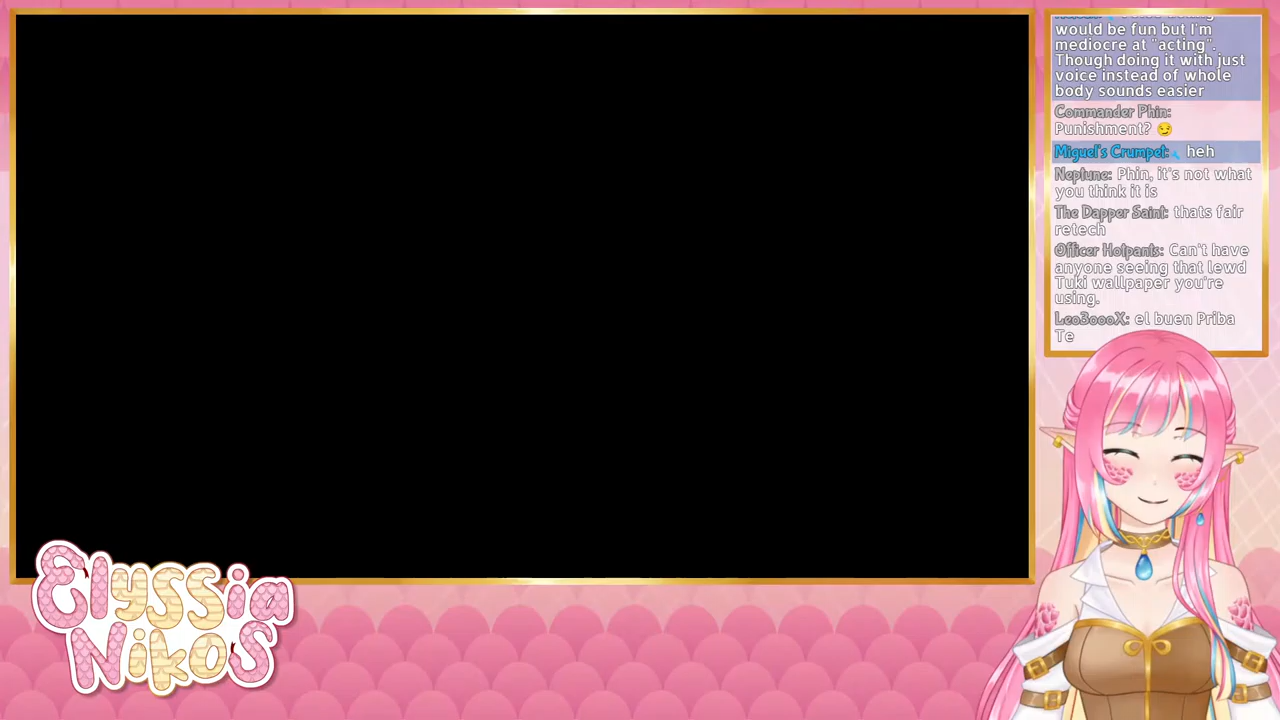 would be fun but I'm
mediocre at "acting".
Though doing it with just
voice instead of whole
body sounds easier
Commander Phin:
Punishment? 😏
Miguel's Crumpet: heh
Neptune: Phin, it's not what
you think it is
The Dapper Saint: thats fair
retech
Officer Holpants: Can't have
anyone seeing that lewd
Tuki wallpaper you're
using.
Leo3oooX: el buen Priba
Te
Elyssia
Nikos